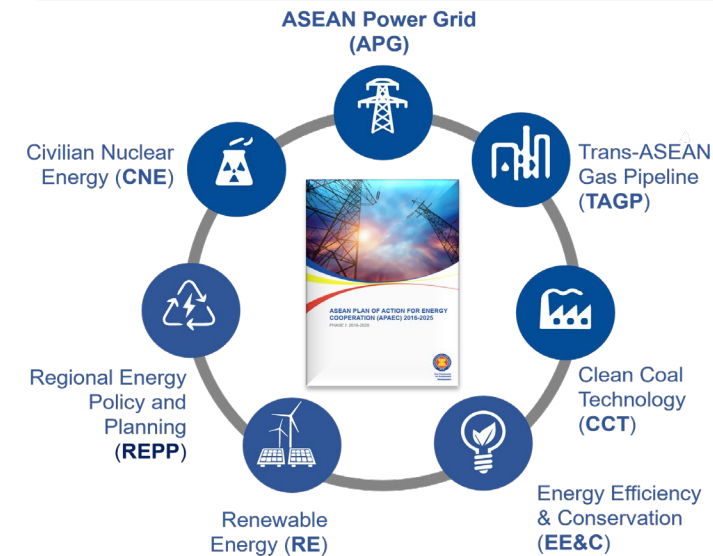 ASEAN Power Grid
(APG)
Civilian Nuclear
Energy (CNE)
Trans-ASEAN
Gas Pipeline
(TAGP)
ASEAN PLAN OF ACTION FOR ENERGY
COOPERATION (APAEC) 2016-2025
PHASE I: 2016-2020
Regional Energy
Policy and
Planning
(REPP)
Clean Coal
Technology
(CCT)
Renewable
Energy (RE)
Energy Efficiency
& Conservation
(EE&C)